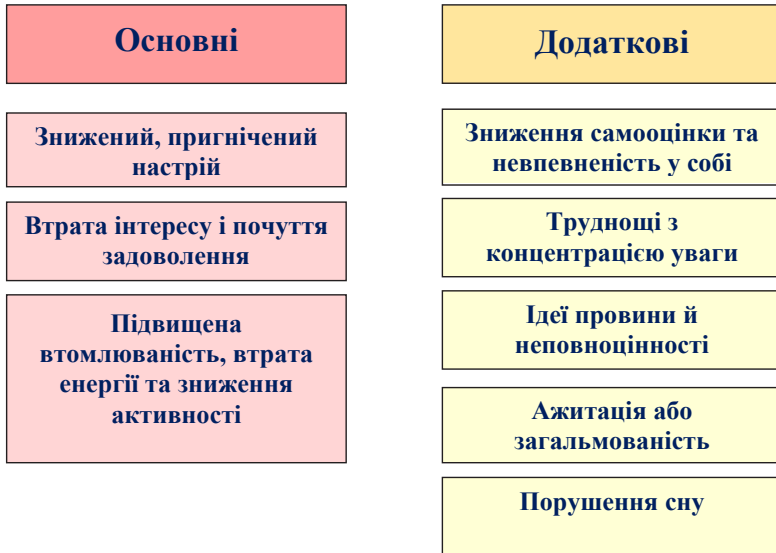 Основні
Знижений, пригнічений
настрій
Втрата інтересу і почуття
задоволення
Підвищена
втомлюваність, втрата
енергії та зниження
активності
Додаткові
Зниження самооцінки та
невпевненість у собі
Труднощі з
концентрацією уваги
Ідеї провини й
неповноцінності
Ажитація або
загальмованість
Порушення сну